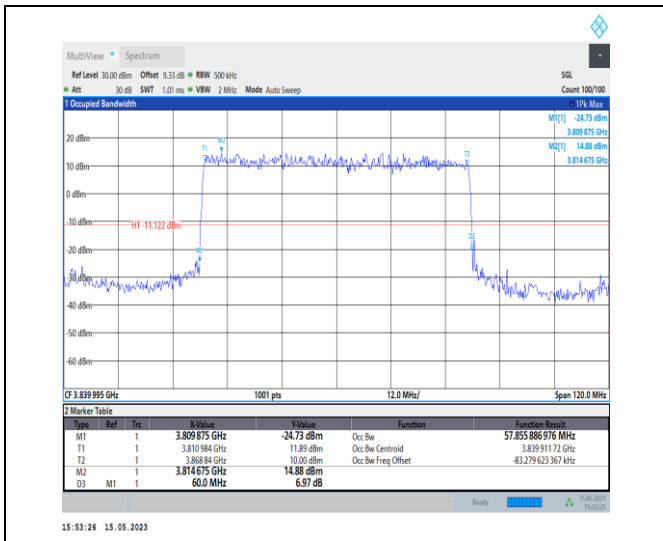 MultiView Spectrum
Ref Level 30.00 dBm Offset 9.33 dB RBW 500 kHz SGL
Att 30 dB SWT 1.01 ms VBW 2 MHz Mode Auto Sweep Count 100/100
1 Occupied Bandwidth 1Pk Max
M1[1] -24.73 dBm
3.809 875 GHz
M2[1] 14.88 dBm
3.814 675 GHz
20 dBm
T1 M2 T2
10 dBm
0 dBm
-10 dBm
H1 -11.122 dBm
D3
-20 dBm
M1
-30 dBm
-40 dBm
-50 dBm
-60 dBm
CF 3.839 995 GHz 1001 pts 12.0 MHz/ Span 120.0 MHz
2 Marker Table
Type Ref Trc X-Value Y-Value Function Function Result
M1 1 3.809 875 GHz -24.73 dBm Occ Bw 57.855 886 976 MHz
T1 1 3.810 984 GHz 11.89 dBm Occ Bw Centroid 3.839 911 72 GHz
T2 1 3.868 84 GHz 10.00 dBm Occ Bw Freq Offset -83.279 623 367 kHz
M2 1 3.814 675 GHz 14.88 dBm
D3 M1 1 60.0 MHz 6.97 dB
Ready 15.05.2023
15:53:25
15:53:26 15.05.2023